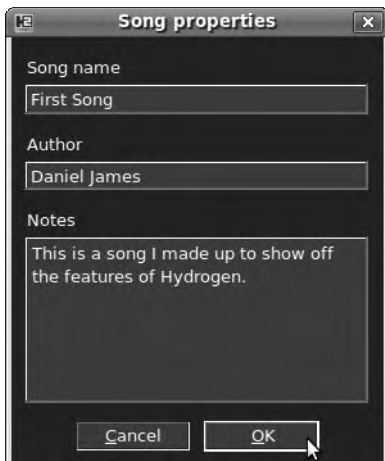 Song properties
Song name
First Song
Author
Daniel James
Notes
This is a song I made up to show off
the features of Hydrogen.
Cancel
OK